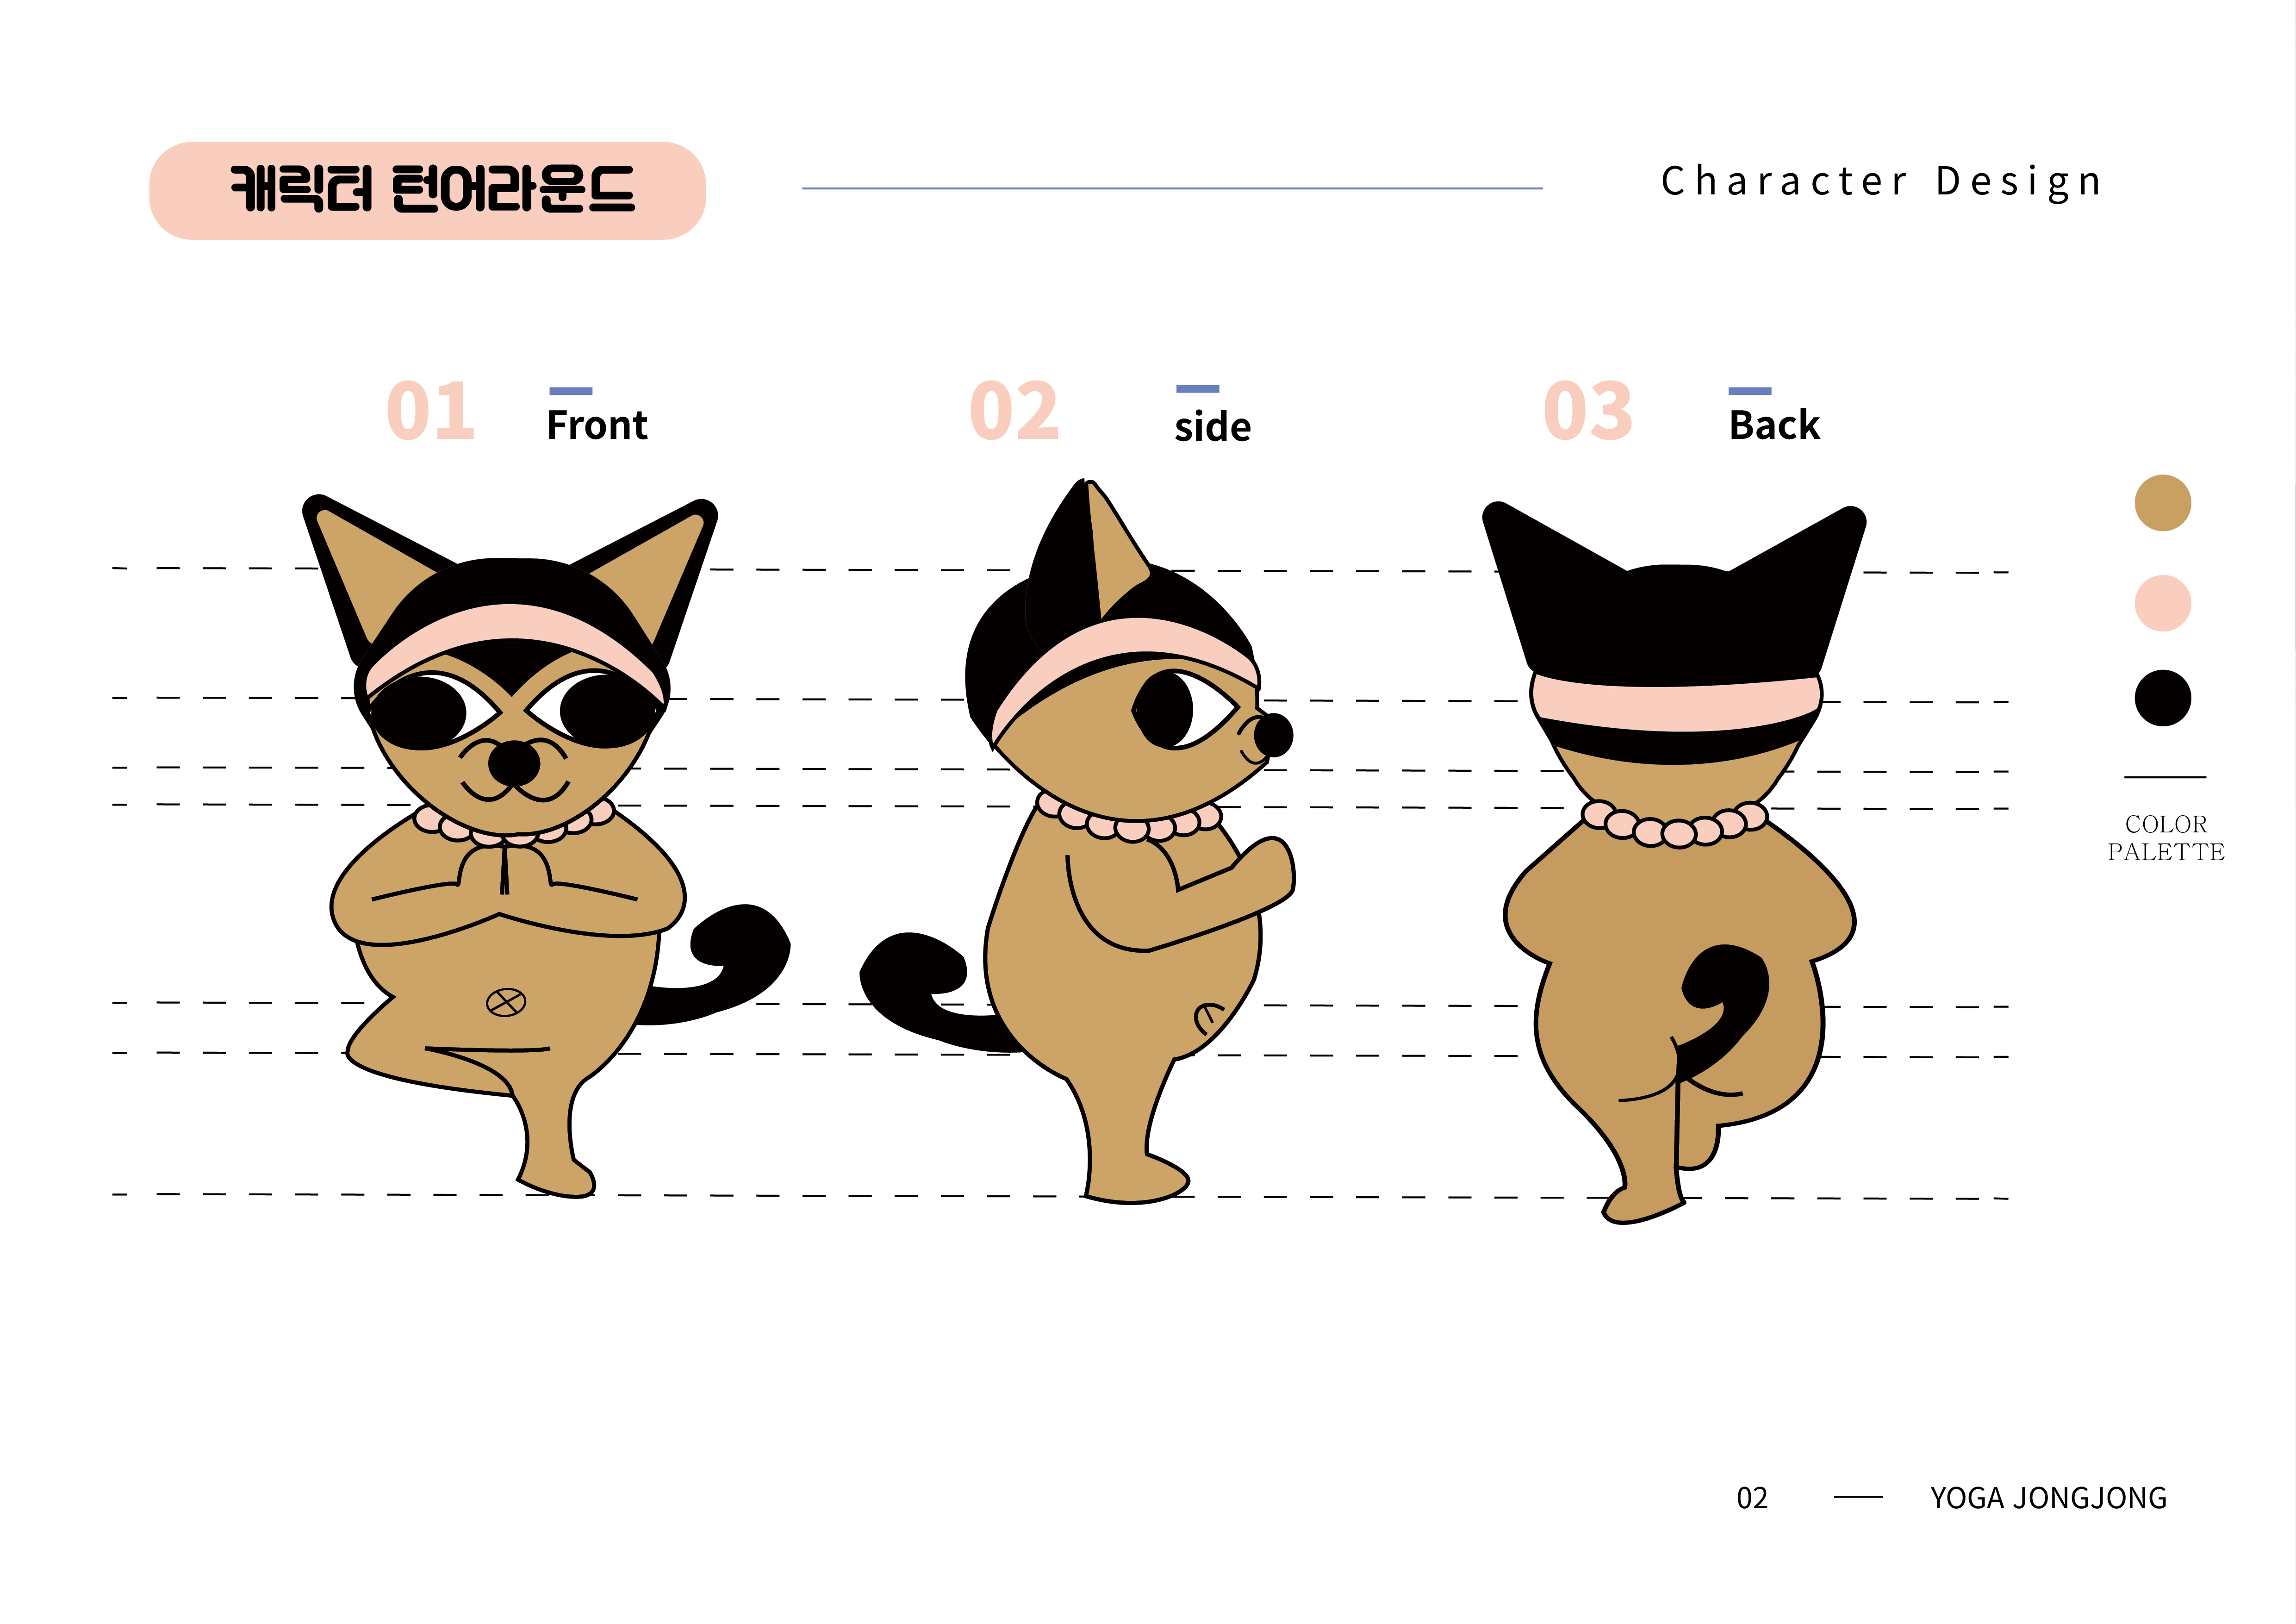 캐릭터 턴어라운드
Character Design
01 Front
02 side
03 Back
COLOR
PALETTE
02 — YOGA JONGJONG